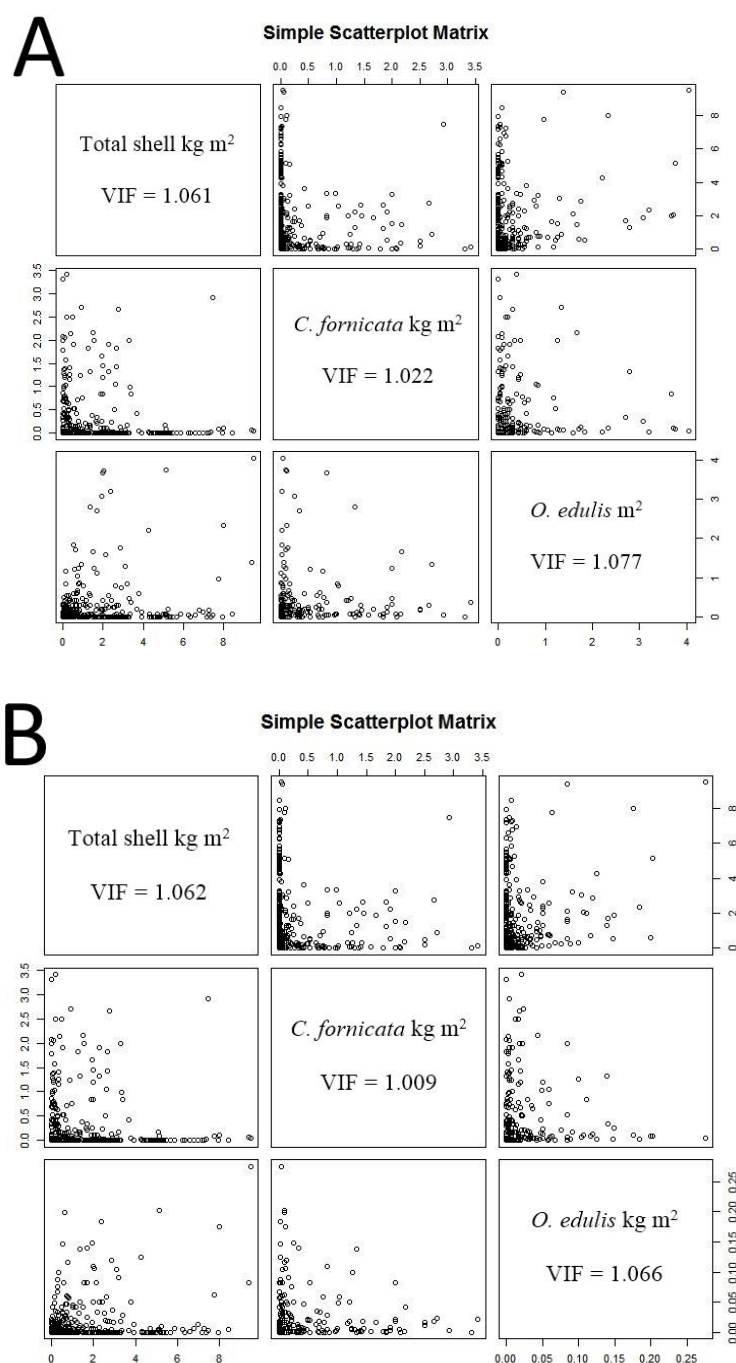 A
Simple Scatterplot Matrix
0.0 0.5 1.0 1.5 2.0 2.5 3.0 3.5
Total shell kg m²
VIF = 1.061
0 2 4 6 8
0.0 0.5 1.0 1.5 2.0 2.5 3.0 3.5
C. fornicata kg m²
VIF = 1.022
O. edulis m²
VIF = 1.077
0 1 2 3 4
0 2 4 6 8
0 1 2 3 4
B
Simple Scatterplot Matrix
0.0 0.5 1.0 1.5 2.0 2.5 3.0 3.5
Total shell kg m²
VIF = 1.062
0 2 4 6 8
0.0 0.5 1.0 1.5 2.0 2.5 3.0 3.5
C. fornicata kg m²
VIF = 1.009
O. edulis kg m²
VIF = 1.066
0.00 0.05 0.10 0.15 0.20 0.25
0 2 4 6 8
0.00 0.05 0.10 0.15 0.20 0.25